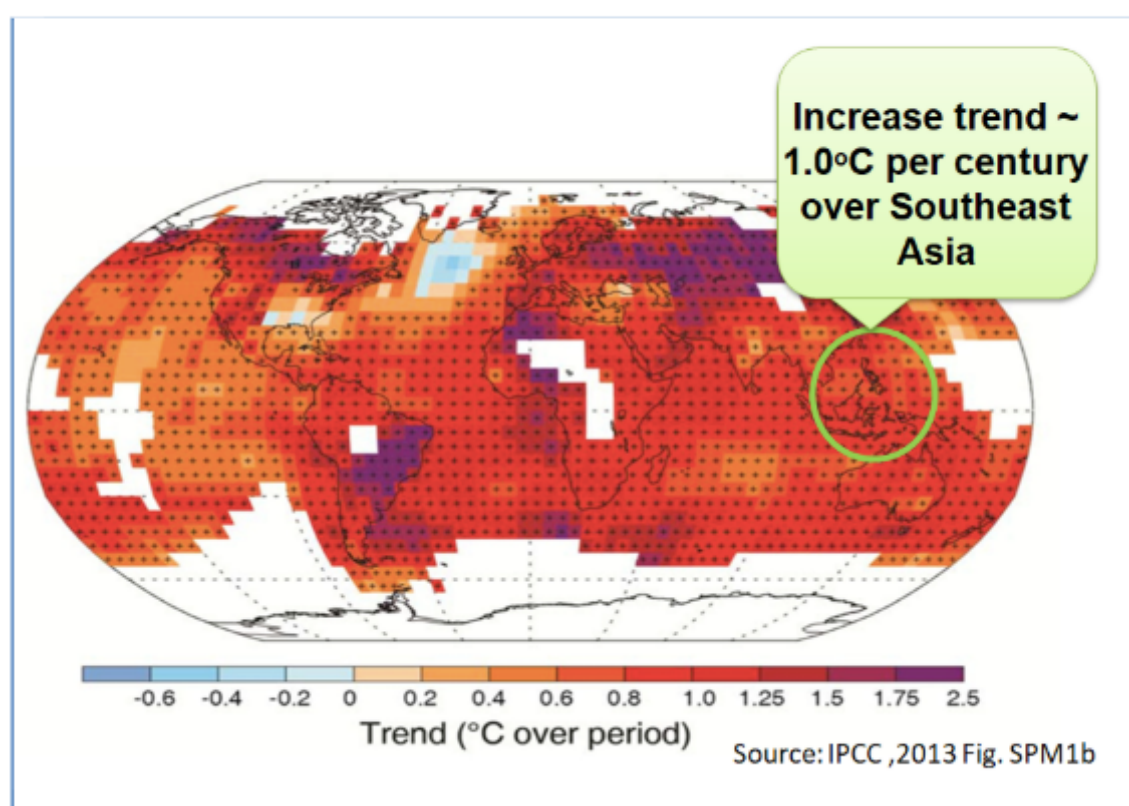 Increase trend ~
1.0ºC per century
over Southeast
Asia
-0.6 -0.4 -0.2 0 0.2 0.4 0.6 0.8 1.0 1.25 1.5 1.75 2.5
Trend (°C over period)
Source: IPCC ,2013 Fig. SPM1b